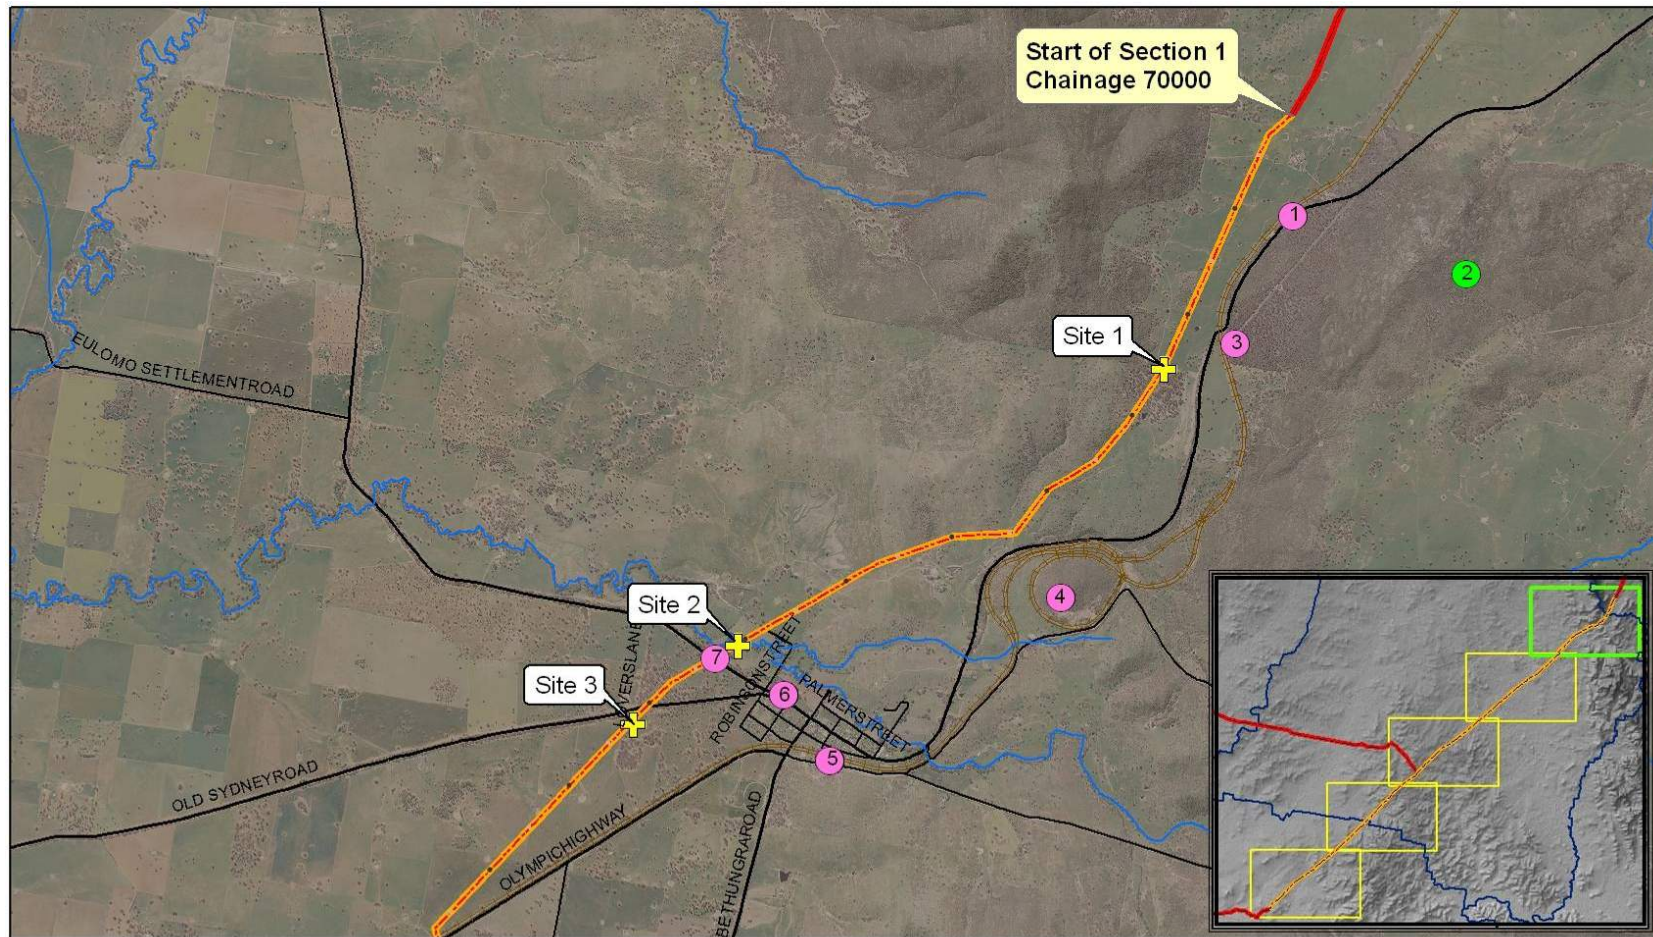 Start of Section 1
Chainage 70000
1
2
Site 1
3
EULOMO SETTLEMENTROAD
4
Site 2
7
Site 3
ROBINSONSTREET
6
PALMERSTREET
5
OLD SYDNEYROAD
OLYMPICHIGHWAY
BETHUNGRAROAD